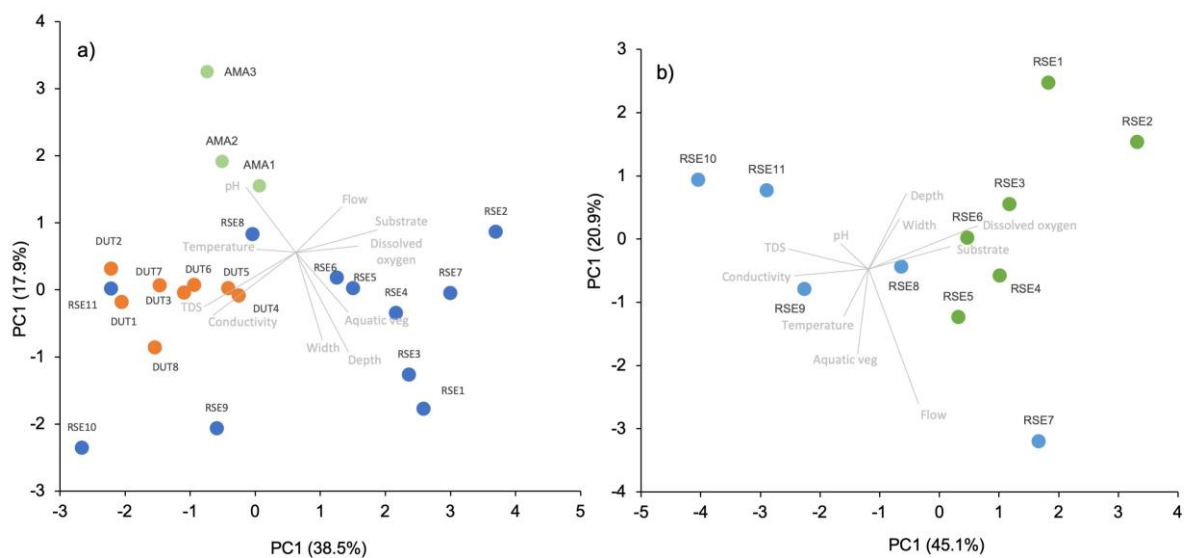 a)
4
3
2
1
0
-1
-2
-3
PC1 (17.9%)
AMA3
AMA2
AMA1
pH
Flow
RSE8
Substrate
RSE2
Temperature
Dissolved
oxygen
DUT2
DUT7
DUT6
DUT5
RSE6
RSE5
RSE7
RSE11
DUT3
DUT4
RSE4
DUT1
TDS
Conductivity
Aquatic veg
DUT8
Width
Depth
RSE3
RSE1
RSE9
RSE10
-3
-2
-1
0
1
2
3
4
5
PC1 (38.5%)
b)
3
2
1
0
-1
-2
-3
-4
PC1 (20.9%)
RSE1
RSE2
RSE10
RSE11
Depth
RSE3
Width
RSE6
Dissolved oxygen
pH
TDS
Substrate
Conductivity
RSE8
RSE4
RSE9
RSE5
Temperature
Aquatic veg
Flow
RSE7
-5
-4
-3
-2
-1
0
1
2
3
4
PC1 (45.1%)